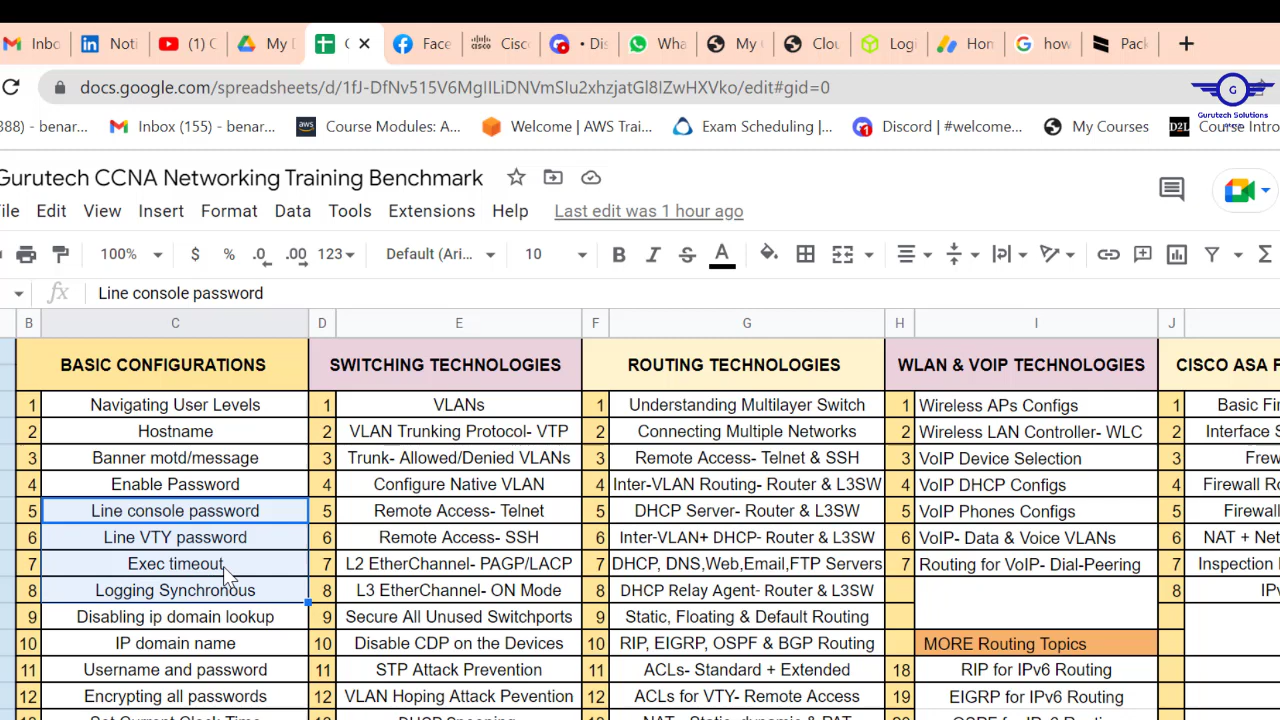 Inbo
Noti
(1) C
My D
C
Face
cisco
Cisc
• Dis
Wha
My C
Clou
Logi
Hon
G how
Pack
docs.google.com/spreadsheets/d/1fJ-DfNv515V6MgIILiDNVmSIu2xhzjatGl8IZwHXVko/edit#gid=0
G
Gurutech Solutions
388) - benar...
Inbox (155) - benar...
aws Course Modules: A...
Welcome | AWS Trai...
Exam Scheduling |...
Discord | #welcome...
My Courses
D2L Course Intro
Gurutech CCNA Networking Training Benchmark
File Edit View Insert Format Data Tools Extensions Help Last edit was 1 hour ago
100% $ % .0 .00 123 Default (Ari... 10 B I S A Σ
fx Line console password
B C D E F G H I J
BASIC CONFIGURATIONS SWITCHING TECHNOLOGIES ROUTING TECHNOLOGIES WLAN & VOIP TECHNOLOGIES CISCO ASA F
1 Navigating User Levels 1 VLANs 1 Understanding Multilayer Switch 1 Wireless APs Configs 1 Basic Fir
2 Hostname 2 VLAN Trunking Protocol- VTP 2 Connecting Multiple Networks 2 Wireless LAN Controller- WLC 2 Interface S
3 Banner motd/message 3 Trunk- Allowed/Denied VLANs 3 Remote Access- Telnet & SSH 3 VoIP Device Selection 3 Frew
4 Enable Password 4 Configure Native VLAN 4 Inter-VLAN Routing- Router & L3SW 4 VoIP DHCP Configs 4 Firewall Ro
5 Line console password 5 Remote Access- Telnet 5 DHCP Server- Router & L3SW 5 VoIP Phones Configs 5 Firewall
6 Line VTY password 6 Remote Access- SSH 6 Inter-VLAN+ DHCP- Router & L3SW 6 VoIP- Data & Voice VLANs 6 NAT + Net
7 Exec timeout 7 L2 EtherChannel- PAGP/LACP 7 DHCP, DNS,Web,Email,FTP Servers 7 Routing for VoIP- Dial-Peering 7 Inspection
8 Logging Synchronous 8 L3 EtherChannel- ON Mode 8 DHCP Relay Agent- Router & L3SW 8 IPv
9 Disabling ip domain lookup 9 Secure All Unused Switchports 9 Static, Floating & Default Routing
10 IP domain name 10 Disable CDP on the Devices 10 RIP, EIGRP, OSPF & BGP Routing MORE Routing Topics
11 Username and password 11 STP Attack Prevention 11 ACLs- Standard + Extended 18 RIP for IPv6 Routing
12 Encrypting all passwords 12 VLAN Hoping Attack Pevention 12 ACLs for VTY- Remote Access 19 EIGRP for IPv6 Routing